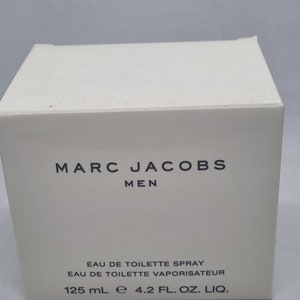 MARC JACOBS
MEN
EAU DE TOILETTE SPRAY
EAU DE TOILETTE VAPORISATEUR
125 mL ℮ 4.2 FL. OZ. LIQ.